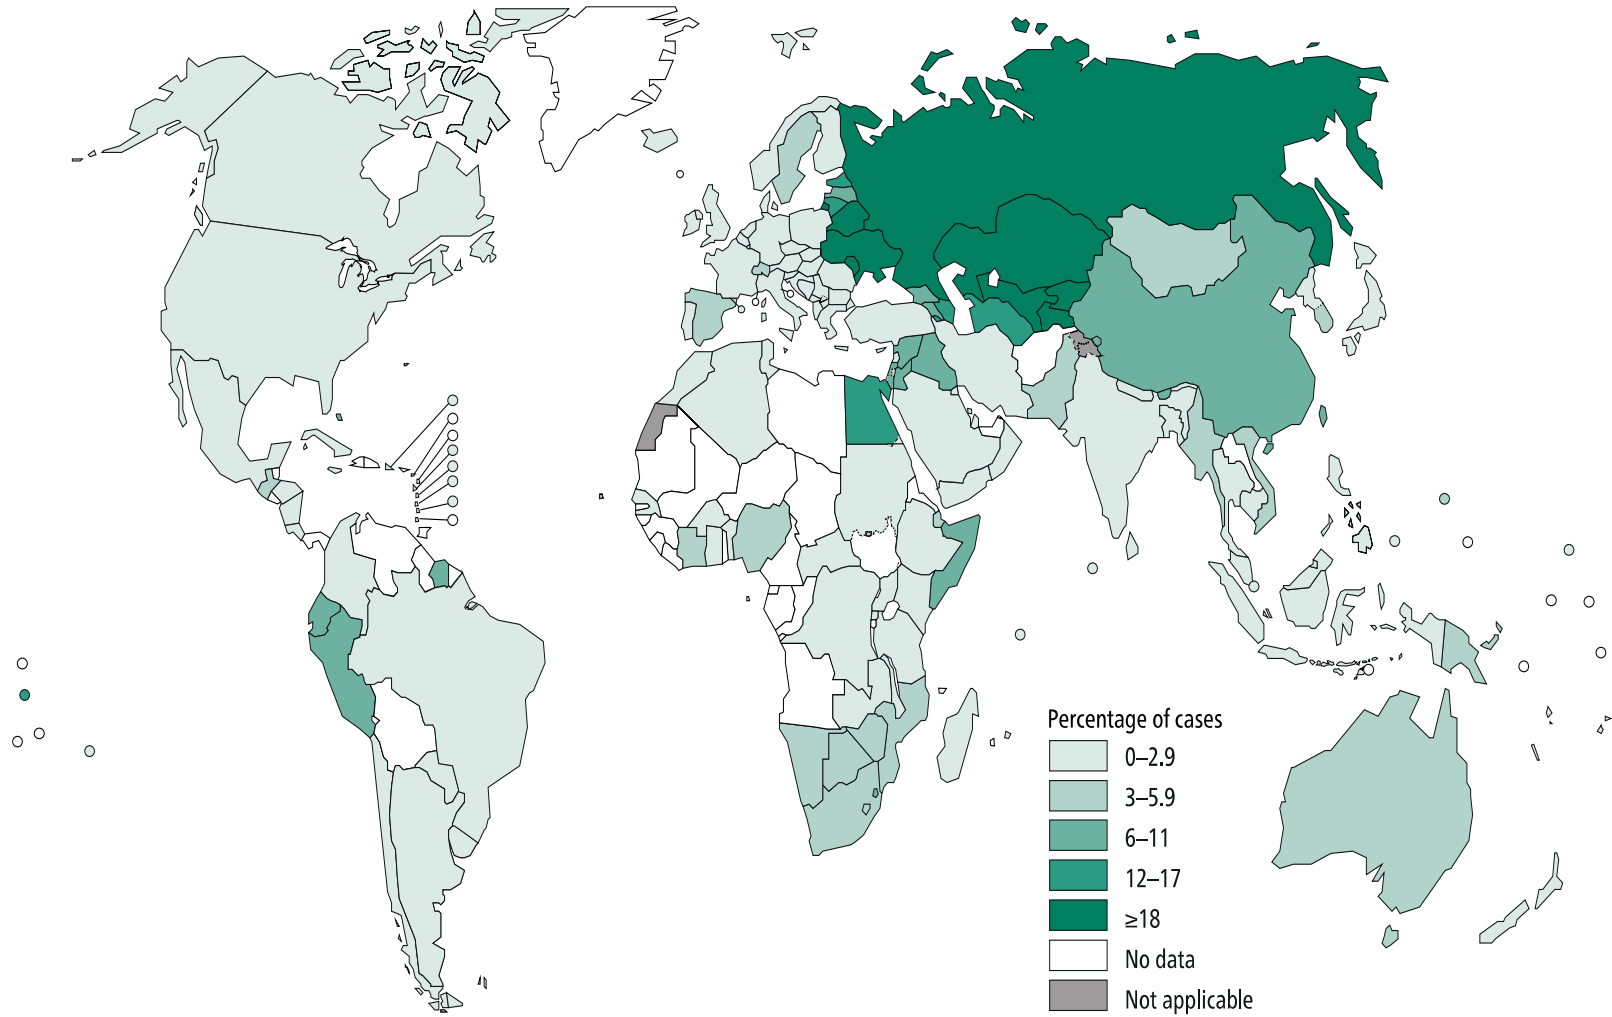 Percentage of cases
0–2.9
3–5.9
6–11
12–17
≥18
No data
Not applicable